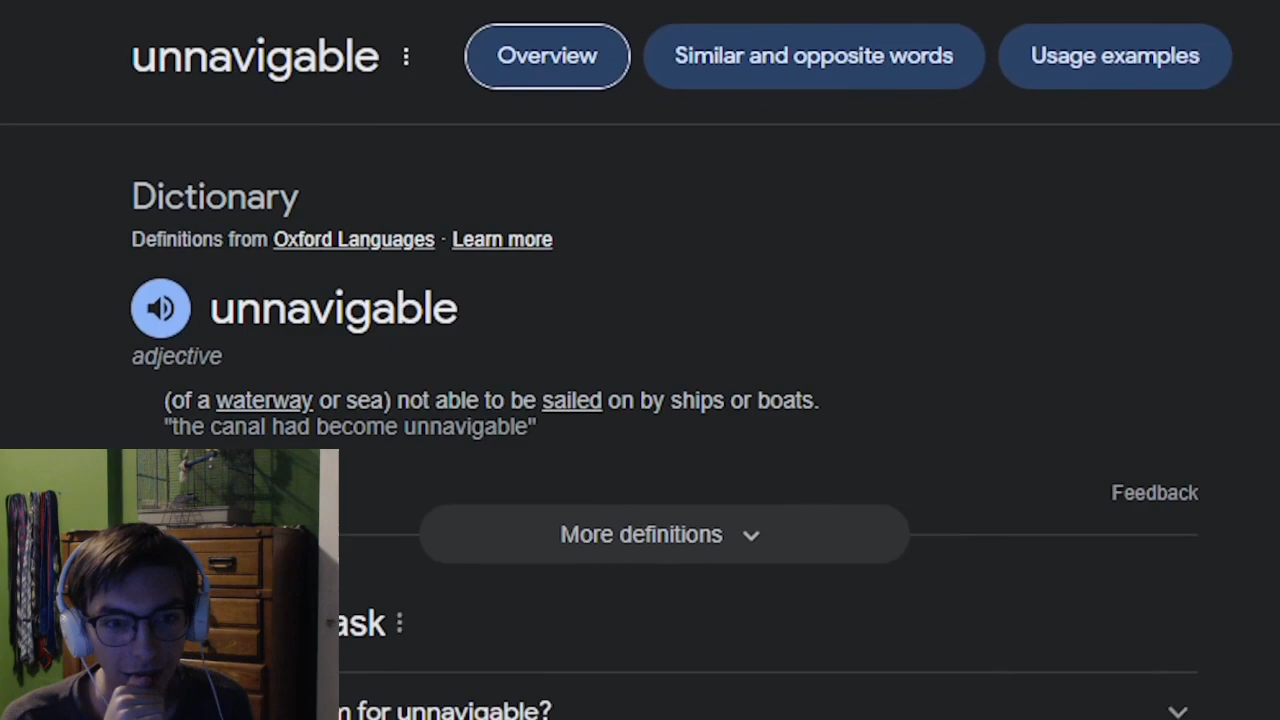 unnavigable
Overview
Similar and opposite words
Usage examples
Dictionary
Definitions from Oxford Languages · Learn more
unnavigable
adjective
(of a waterway or sea) not able to be sailed on by ships or boats.
"the canal had become unnavigable"
Feedback
More definitions
ask
for unnavigable?